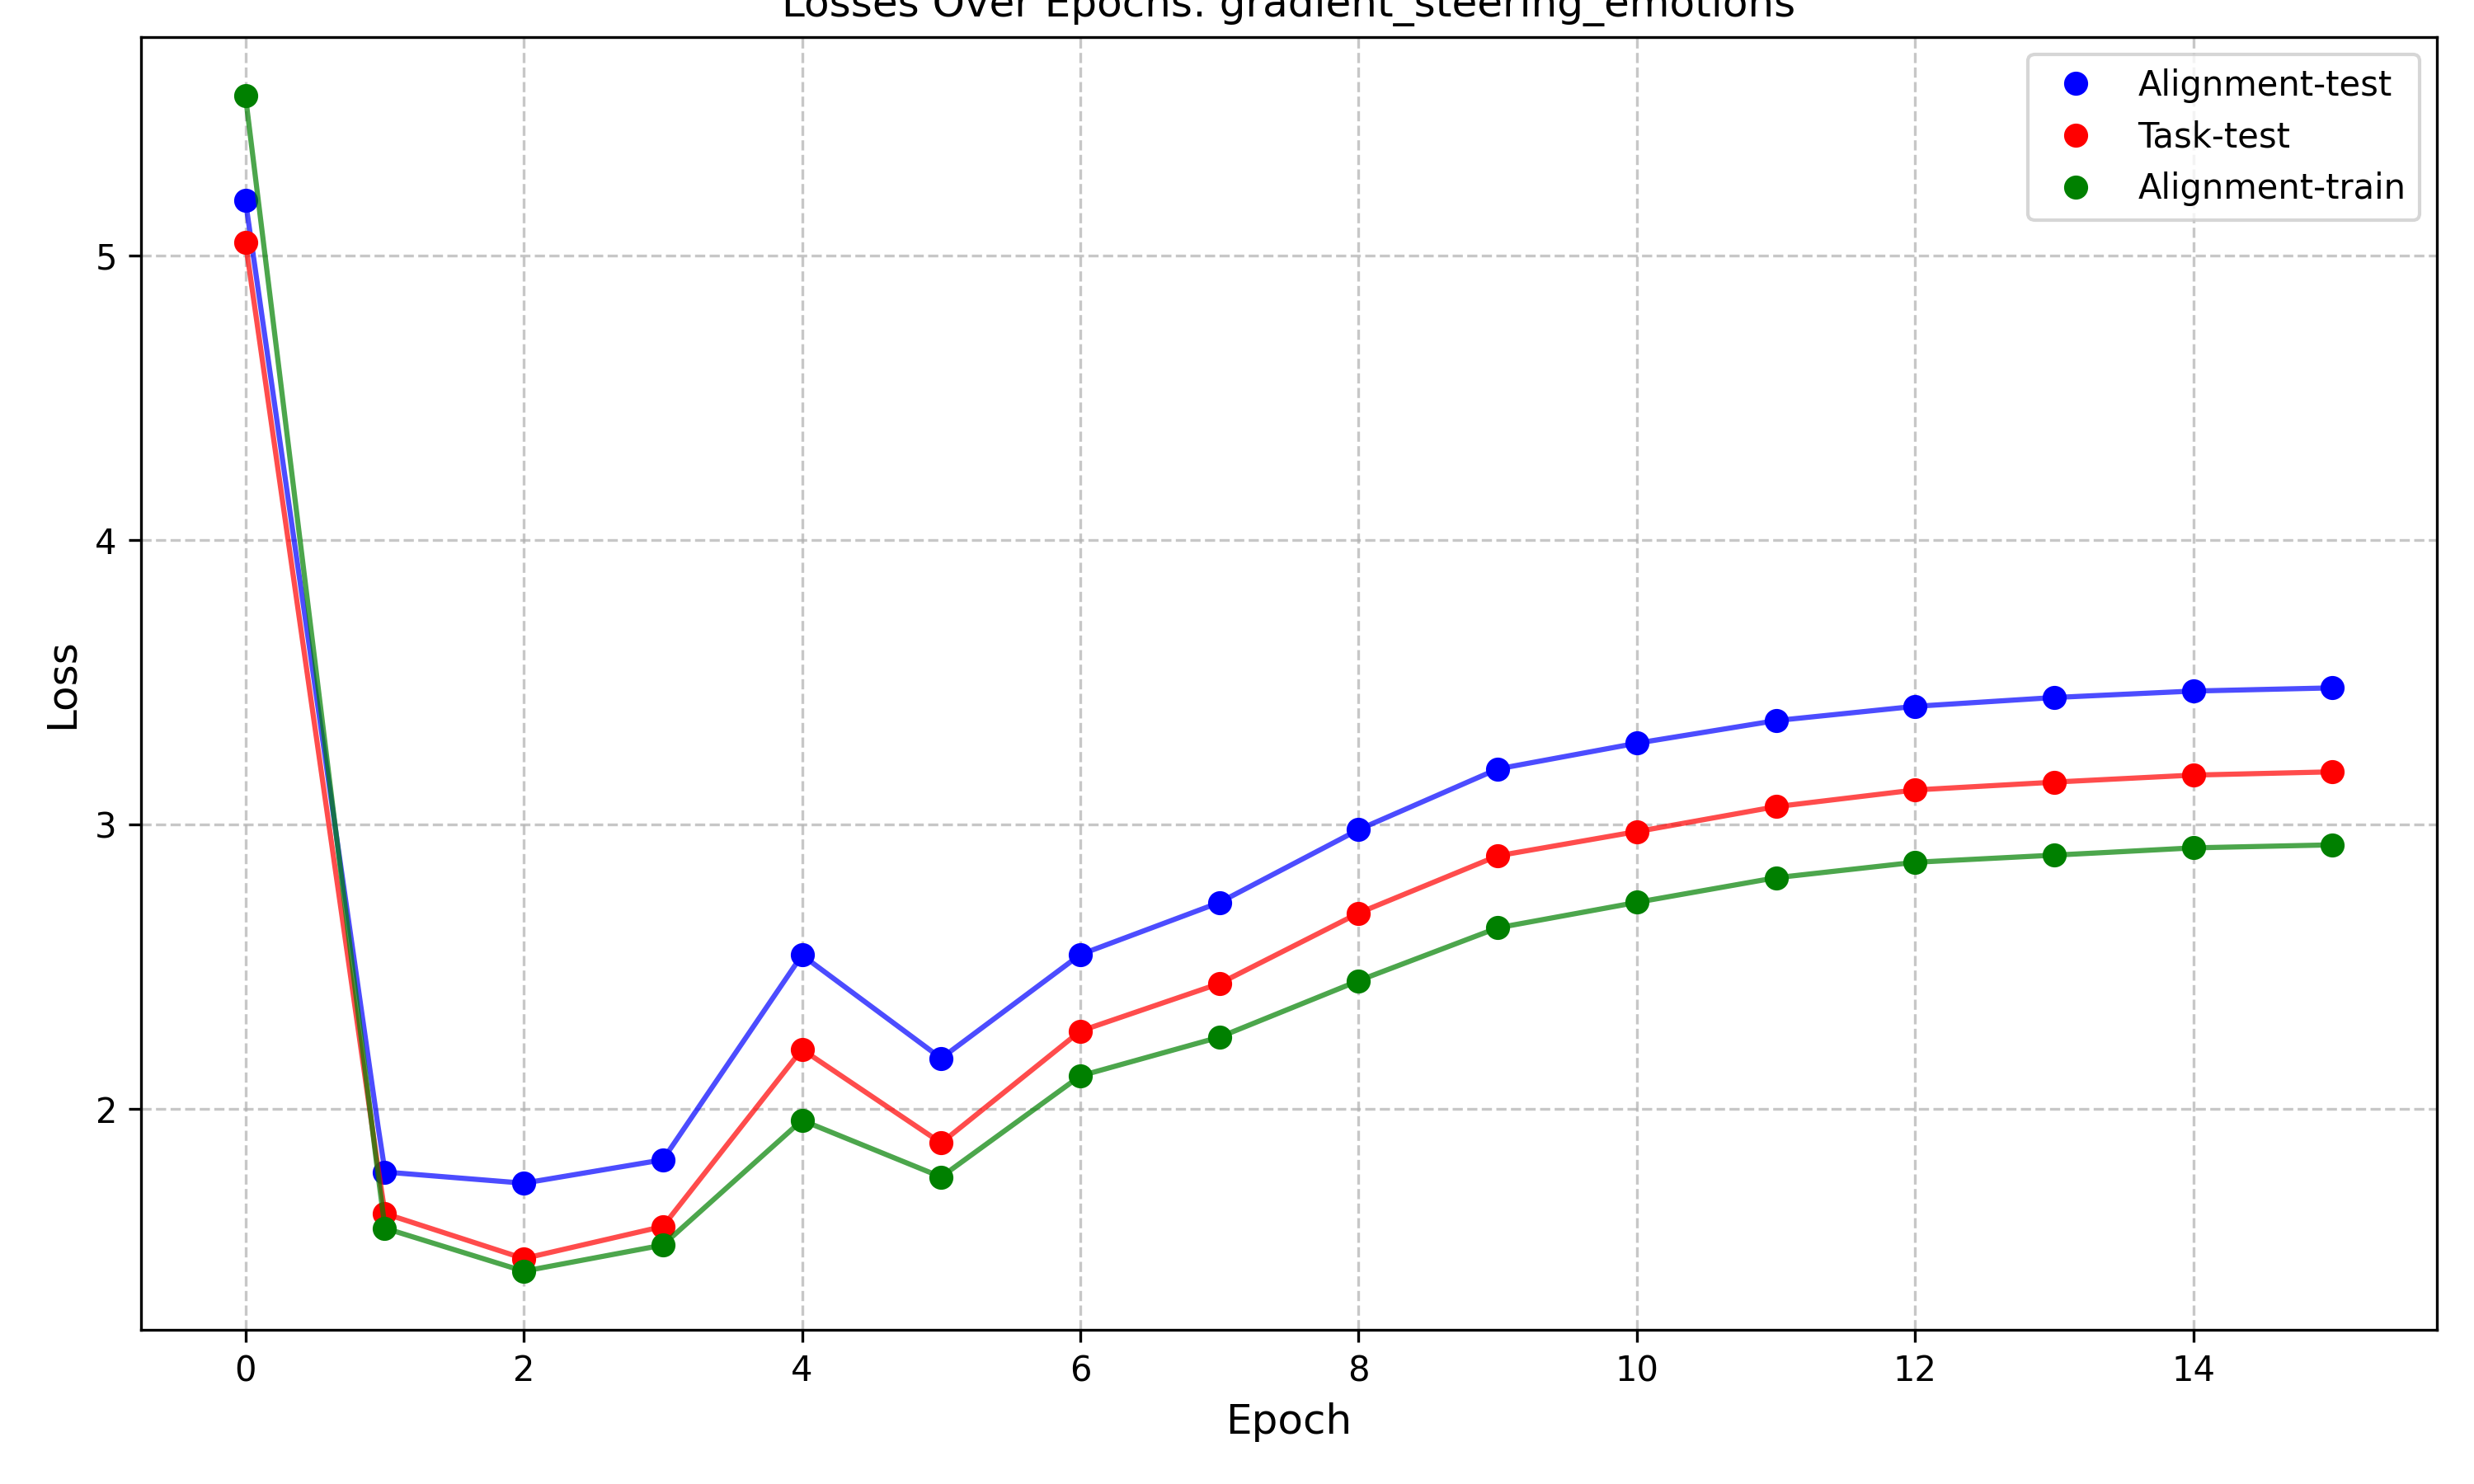 Losses Over Epochs: gradient_steering_emotions
Alignment-test
Task-test
Alignment-train
5
4
3
2
Loss
0 2 4 6 8 10 12 14
Epoch